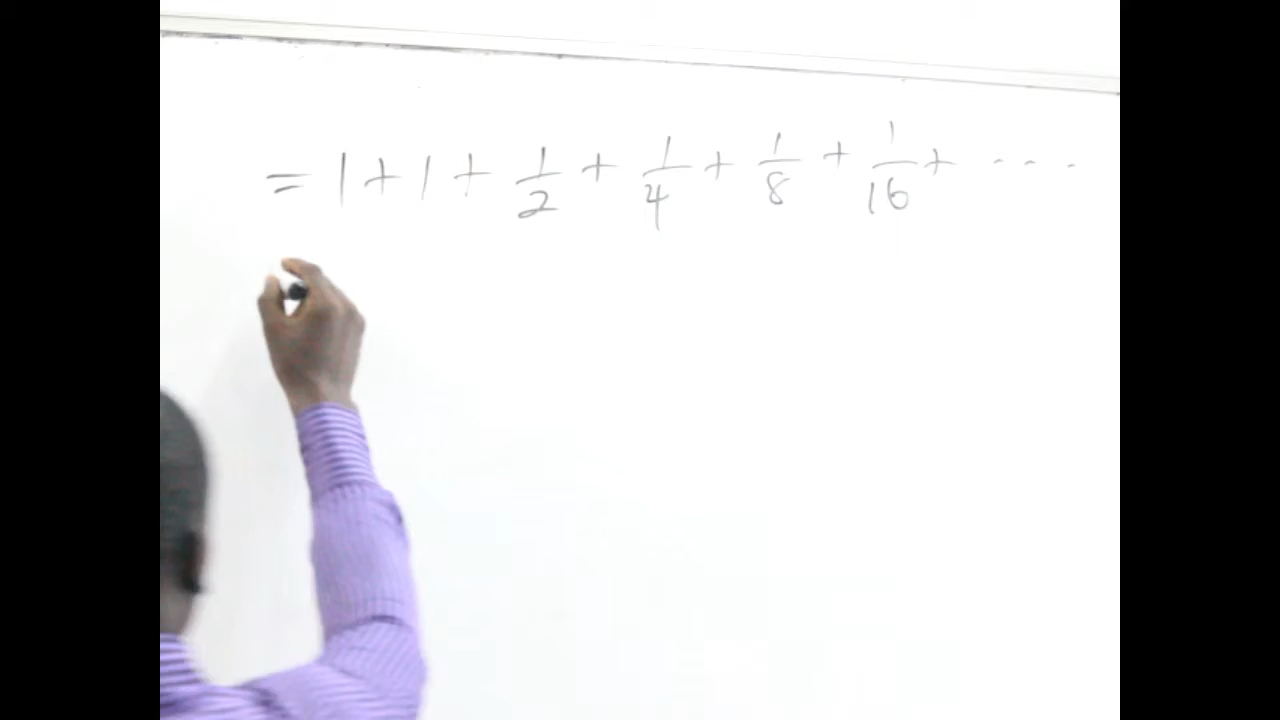 = 1 + 1 + 1/2 + 1/4 + 1/8 + 1/16 + ....